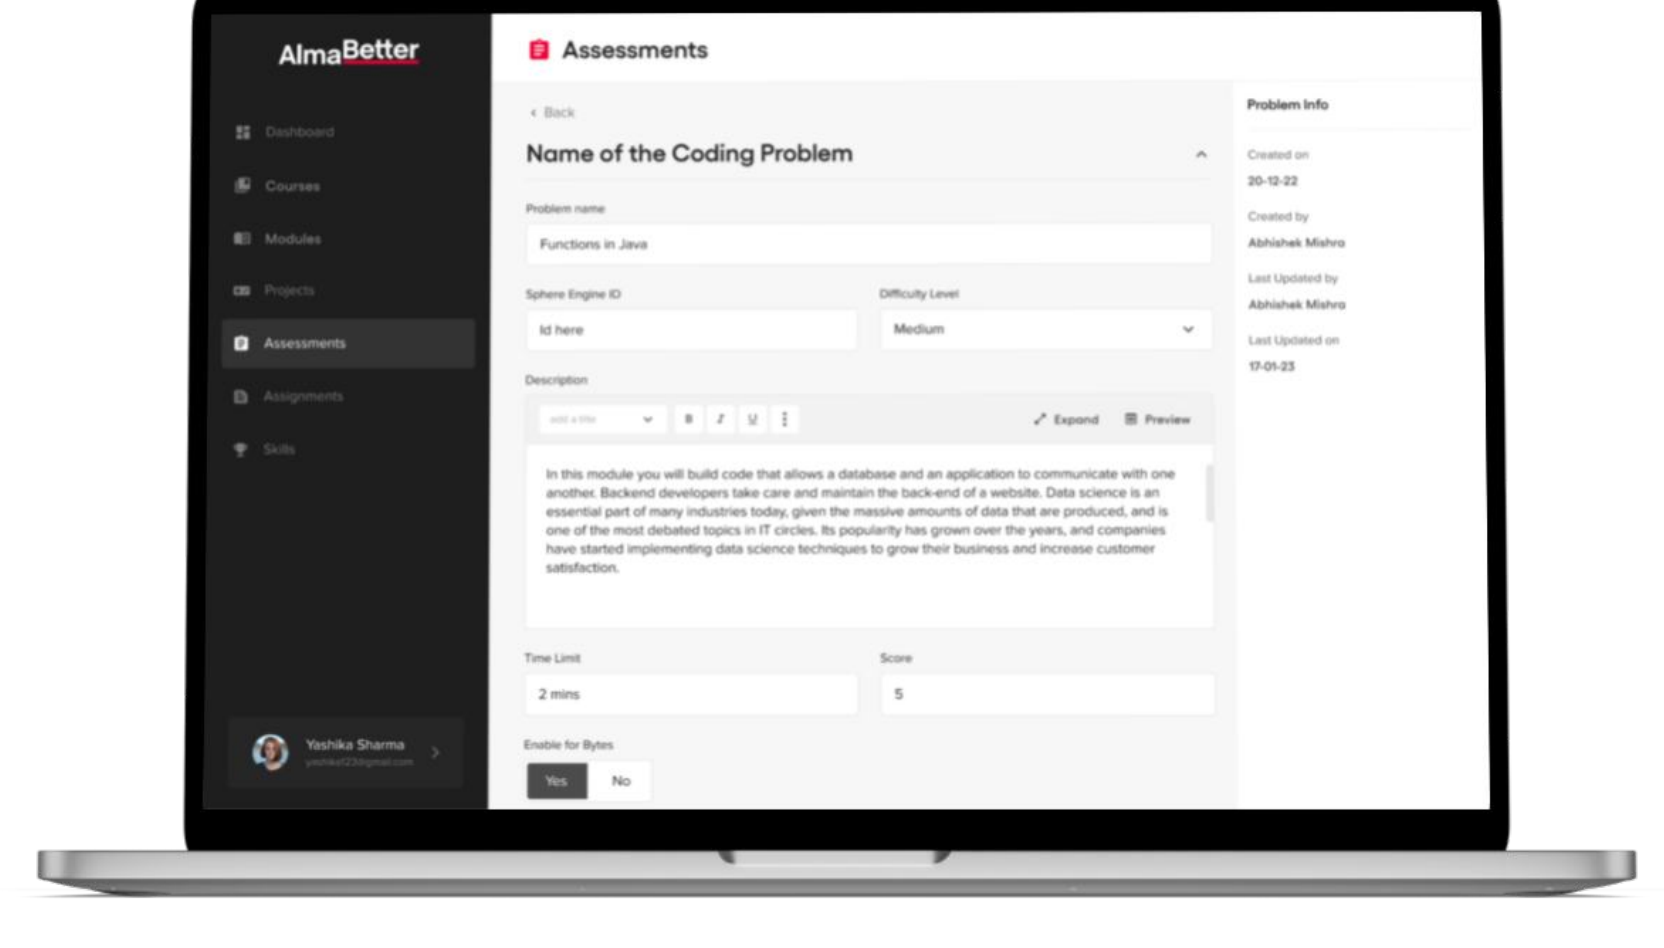 AlmaBetter
Dashboard
Courses
Modules
Projects
Assessments
Assignments
Skills
Yashika Sharma
Assessments
Back
Name of the Coding Problem
Problem name
Functions in Java
Sphere Engine ID
Difficulty Level
Id here
Medium
Description
add a title
B I U
Expand
Preview
In this module you will build code that allows a database and an application to communicate with one
another. Backend developers take care and maintain the back-end of a website. Data science is an
essential part of many industries today, given the massive amounts of data that are produced, and is
one of the most debated topics in IT circles. Its popularity has grown over the years, and companies
have started implementing data science techniques to grow their business and increase customer
satisfaction.
Time Limit
Score
2 mins
5
Enable for Bytes
Yes
No
Problem Info
Created on
20-12-22
Created by
Abhishek Mishra
Last Updated by
Abhishek Mishra
Last Updated on
17-01-23